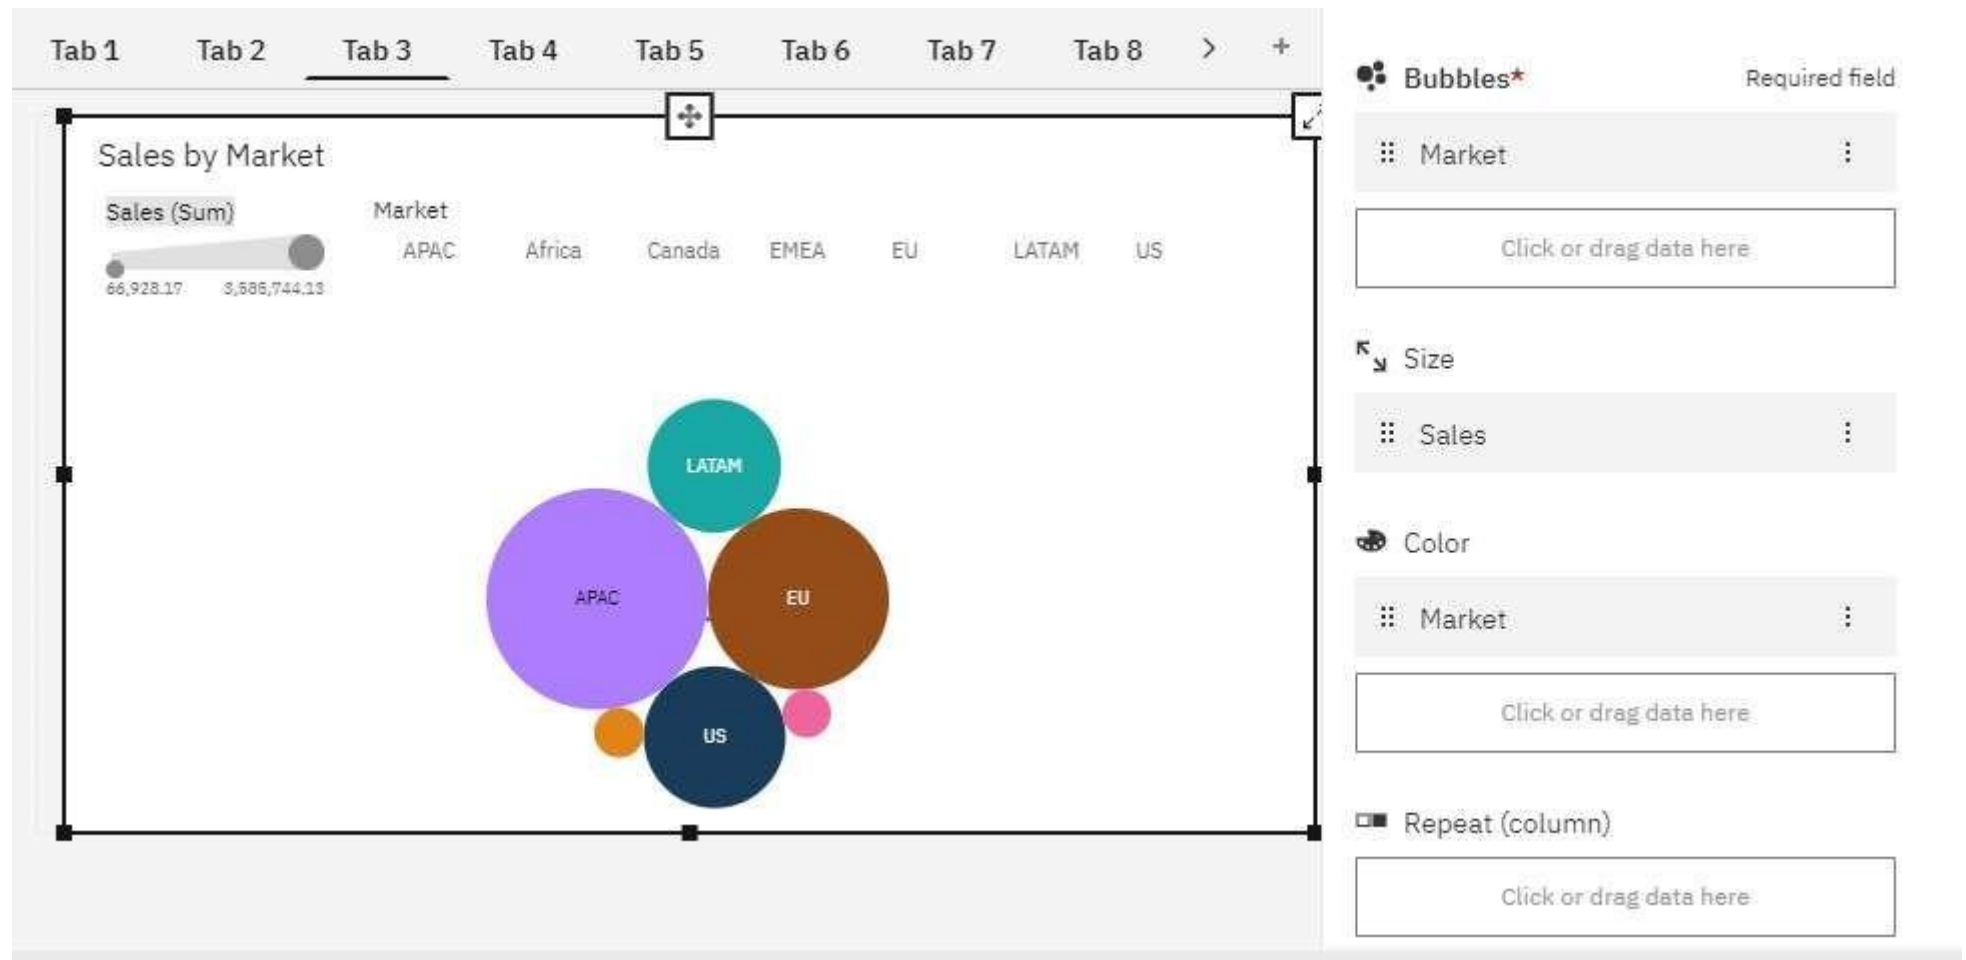 Tab 1 Tab 2 Tab 3 Tab 4 Tab 5 Tab 6 Tab 7 Tab 8
Sales by Market
Sales (Sum)
66,928.17 3,585,744.13
Market
APAC Africa Canada EMEA EU LATAM US
LATAM
APAC
EU
US
Bubbles* Required field
Market
Click or drag data here
Size
Sales
Color
Market
Click or drag data here
Repeat (column)
Click or drag data here